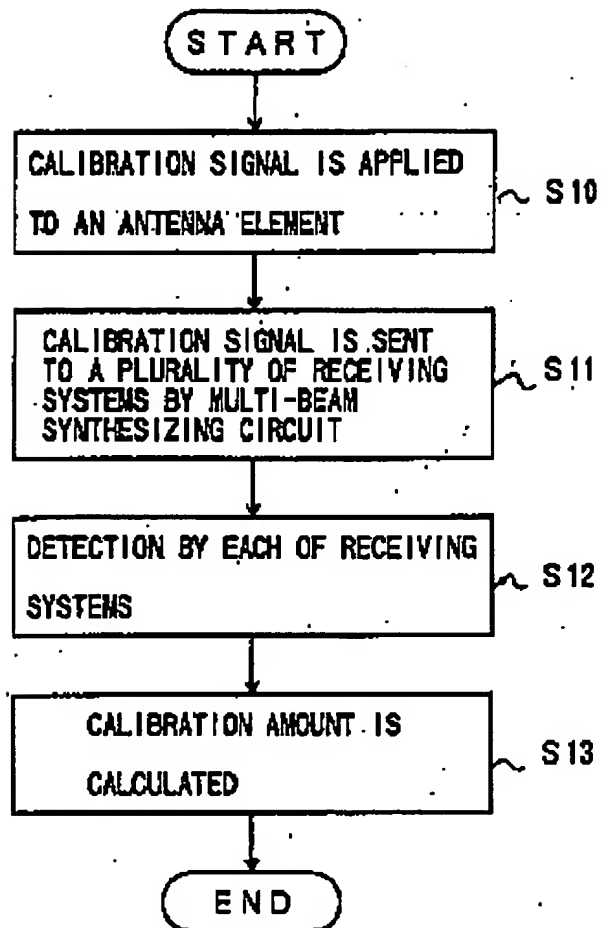 START
CALIBRATION SIGNAL IS APPLIED
TO AN ANTENNA ELEMENT
S10
CALIBRATION SIGNAL IS SENT
TO A PLURALITY OF RECEIVING
SYSTEMS BY MULTI-BEAM
SYNTHESIZING CIRCUIT
S11
DETECTION BY EACH OF RECEIVING
SYSTEMS
S12
CALIBRATION AMOUNT IS
CALCULATED
S13
END